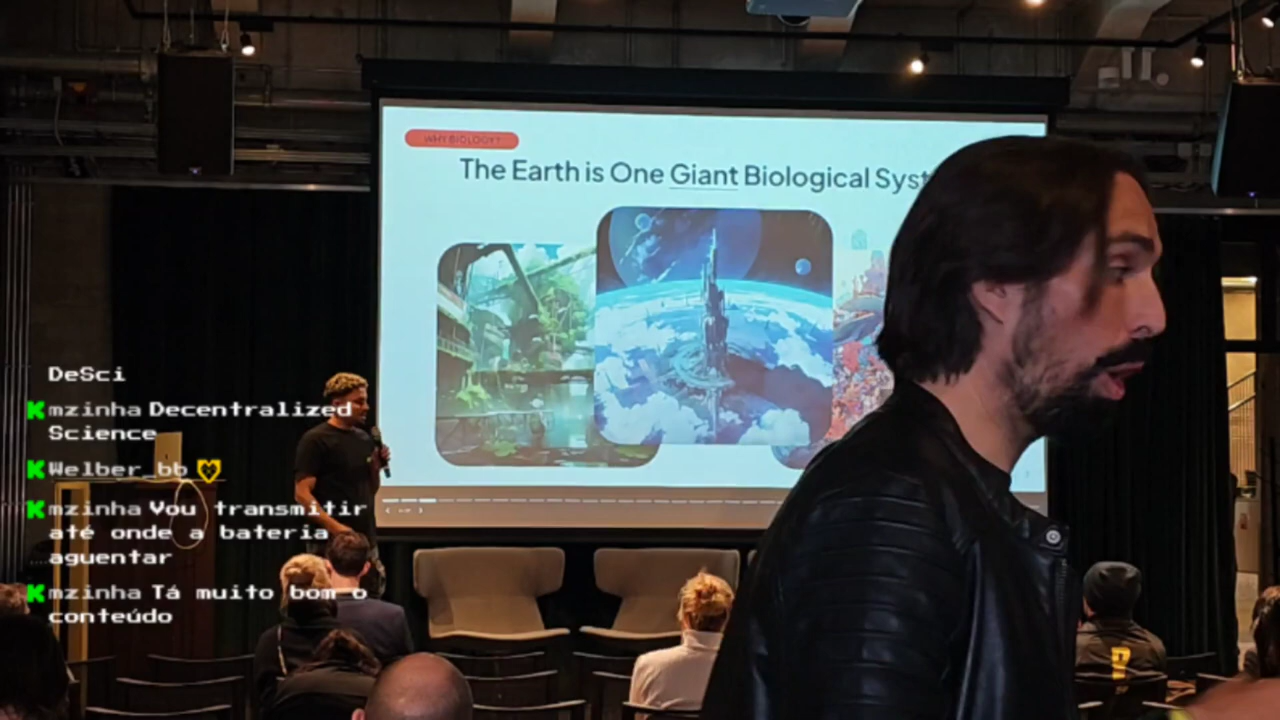 WHY BIOLOGY?
The Earth is One Giant Biological Syst
DeSci
mzinha Decentralized
Science
Welber_bb
mzinha Vou transmitir
até onde a bateria
aguentar
mzinha Tá muito bom o
conteúdo